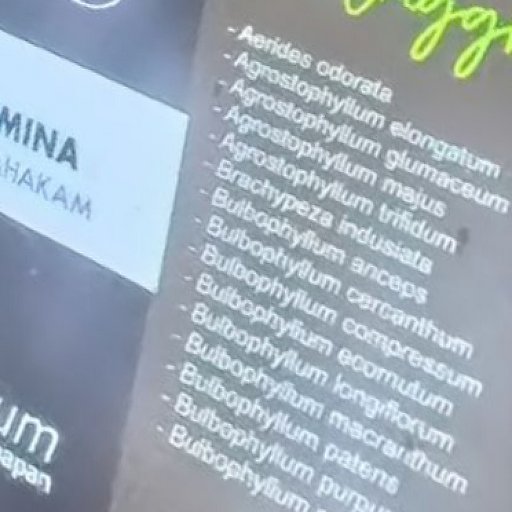 - Aerides odorata
- Agrostophyllum elongatum
- Agrostophyllum glumaceum
- Agrostophyllum majus
- Agrostophyllum trifidum
- Brachypeza indusiata
- Bulbophyllum anceps
- Bulbophyllum carcanthum
- Bulbophyllum compressum
- Bulbophyllum ecornutum
- Bulbophyllum longiflorum
- Bulbophyllum macranthum
- Bulbophyllum patens
- Bulbophyllum
- Bulbophyllum
MINA
HAKAM
um
apan